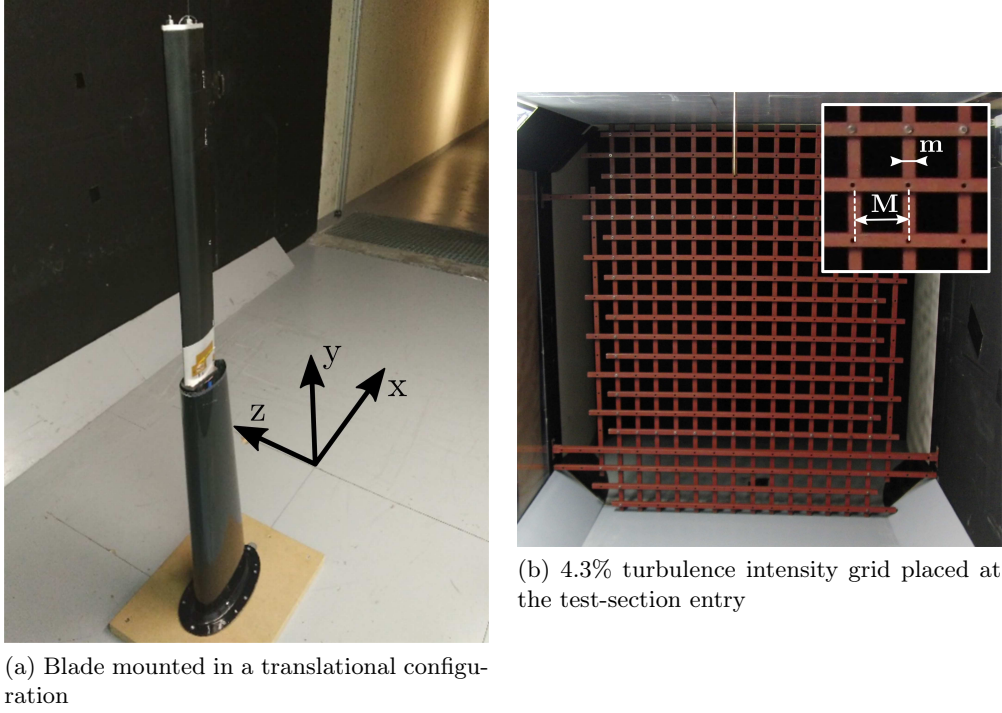 y
x
z
(a) Blade mounted in a translational configu-
ration
m
M
(b) 4.3% turbulence intensity grid placed at
the test-section entry